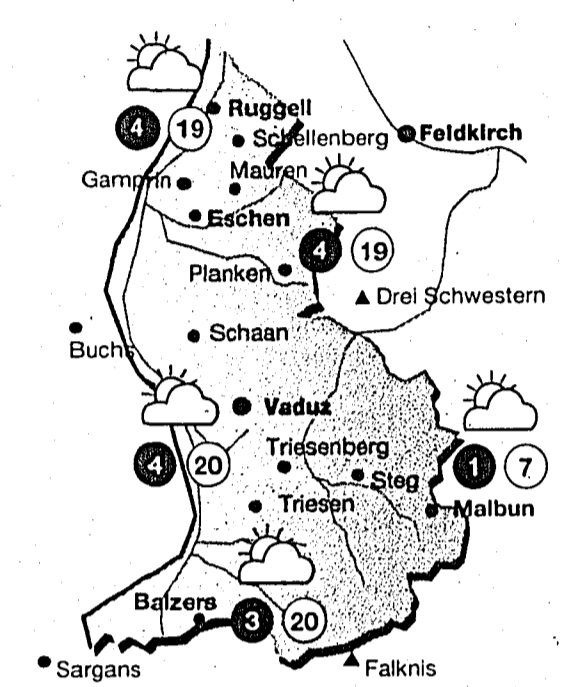 Ruggell
4 19
Schellenberg
Feldkirch
Gamprin
Mauren
Eschen
4 19
Planken
Drei Schwestern
Schaan
Buchs
Vaduz
Triesenberg
4 20
Steg
1 7
Triesen
Malbun
Balzers
3 20
Sargans
Falknis